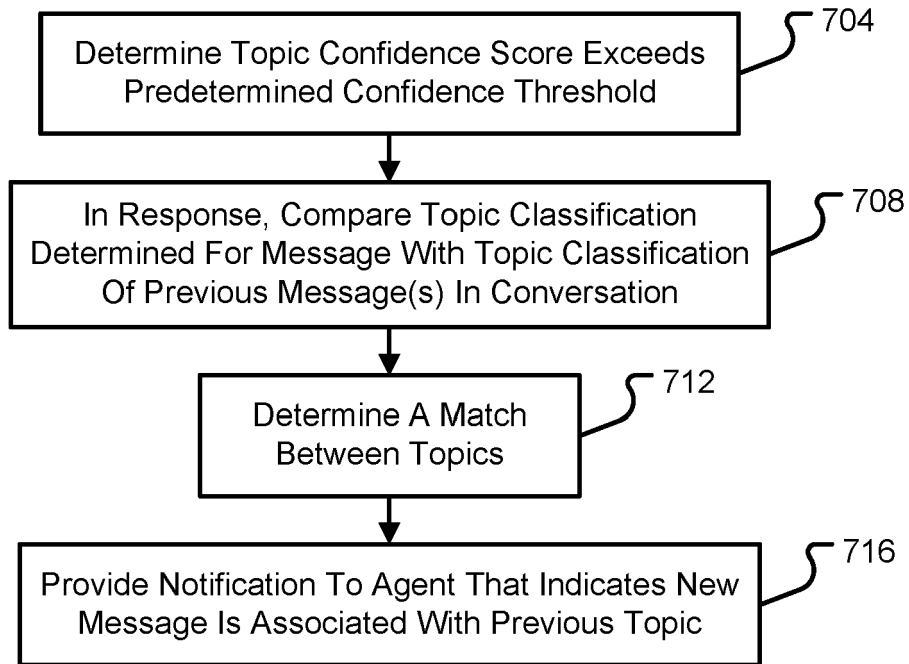 Determine Topic Confidence Score Exceeds
Predetermined Confidence Threshold
704
In Response, Compare Topic Classification
Determined For Message With Topic Classification
Of Previous Message(s) In Conversation
708
Determine A Match
Between Topics
712
Provide Notification To Agent That Indicates New
Message Is Associated With Previous Topic
716